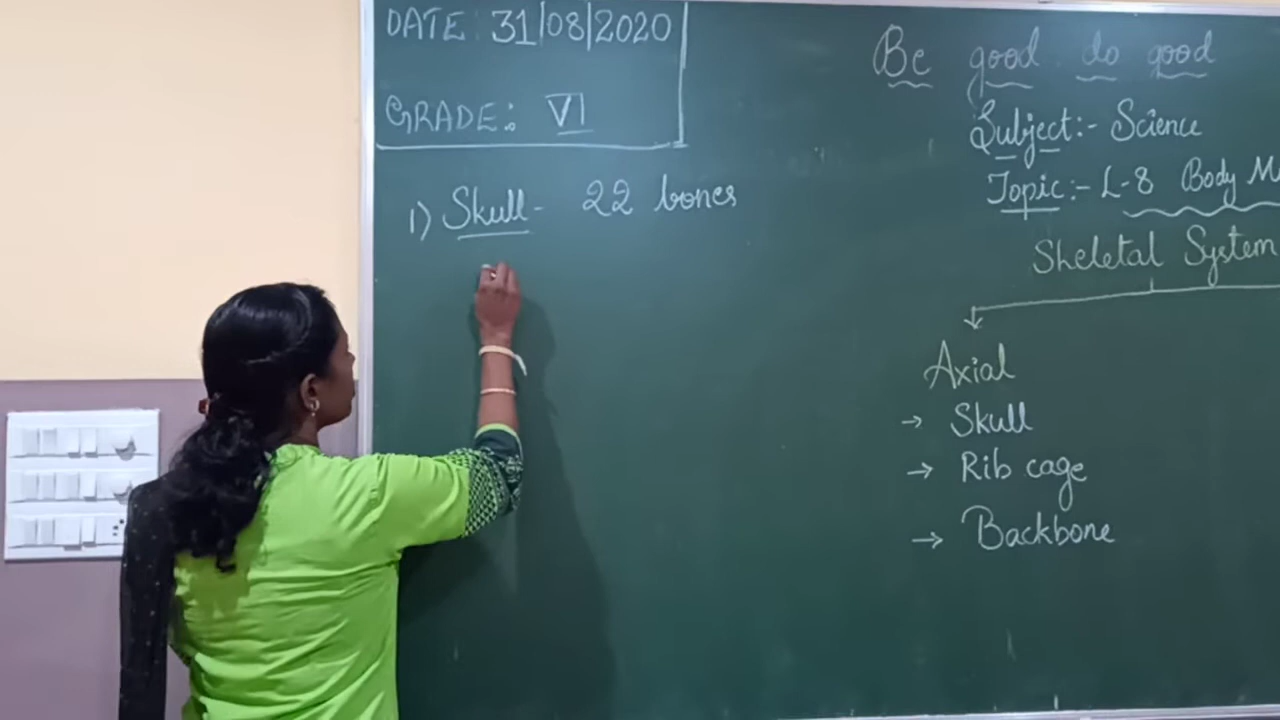 DATE: 31/08/2020
GRADE: VI
1) Skull- 22 bones
Be good do good
Subject:- Science
Topic:- L-8 Body
Skeletal System
Axial
→ Skull
→ Rib cage
→ Backbone